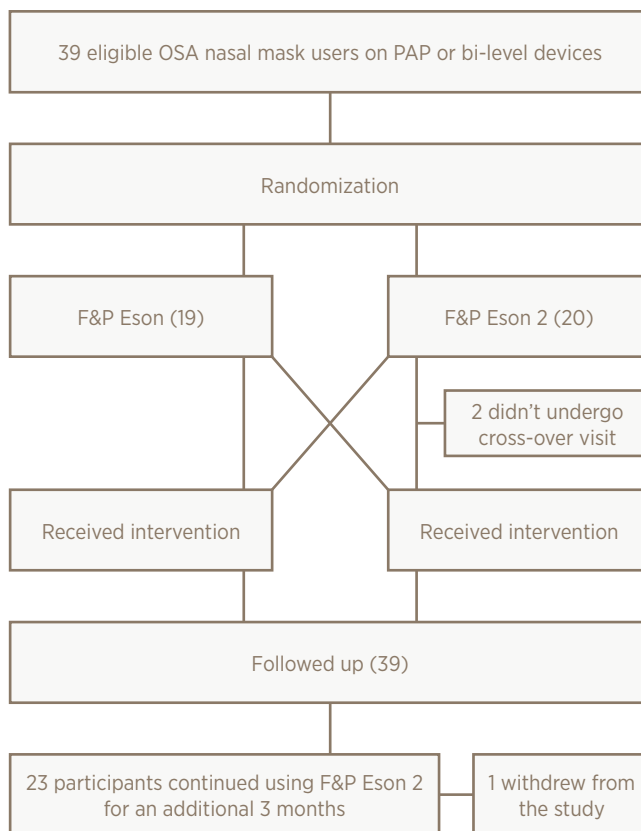 39 eligible OSA nasal mask users on PAP or bi-level devices
Randomization
F&P Eson (19)
F&P Eson 2 (20)
2 didn’t undergo
cross-over visit
Received intervention
Received intervention
Followed up (39)
23 participants continued using F&P Eson 2
for an additional 3 months
1 withdrew from
the study